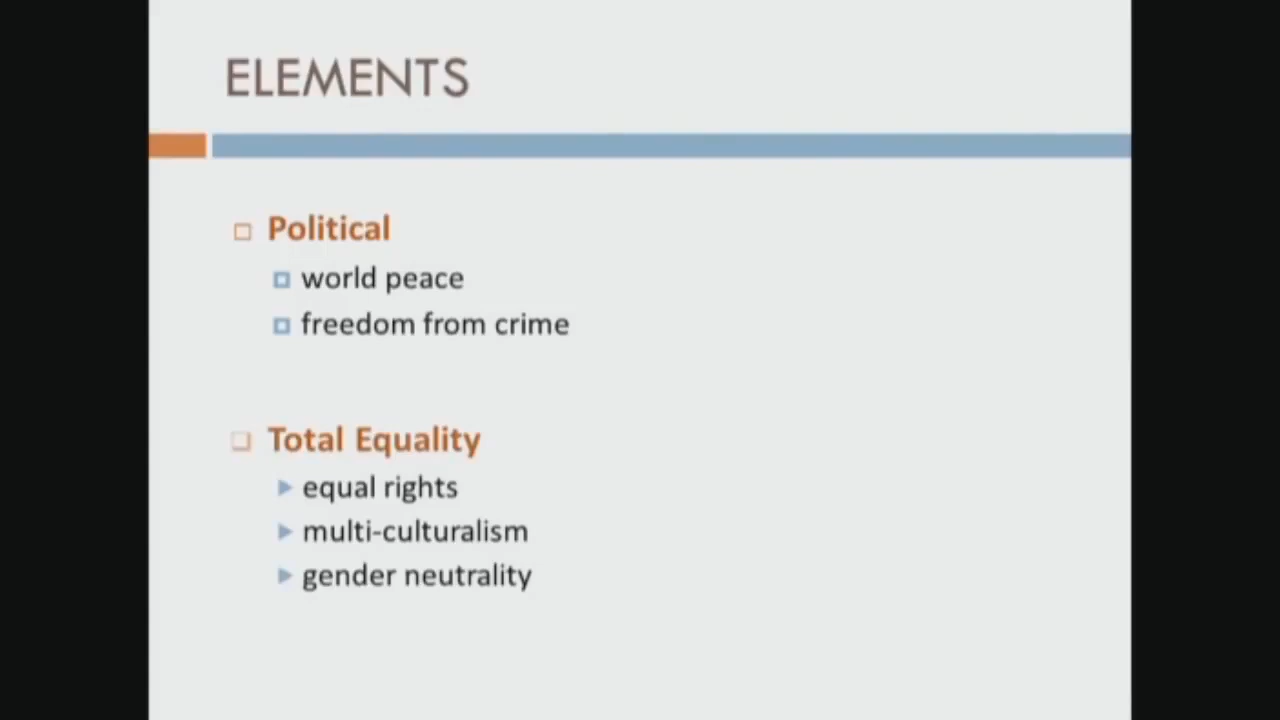 ELEMENTS
Political
world peace
freedom from crime
Total Equality
equal rights
multi-culturalism
gender neutrality